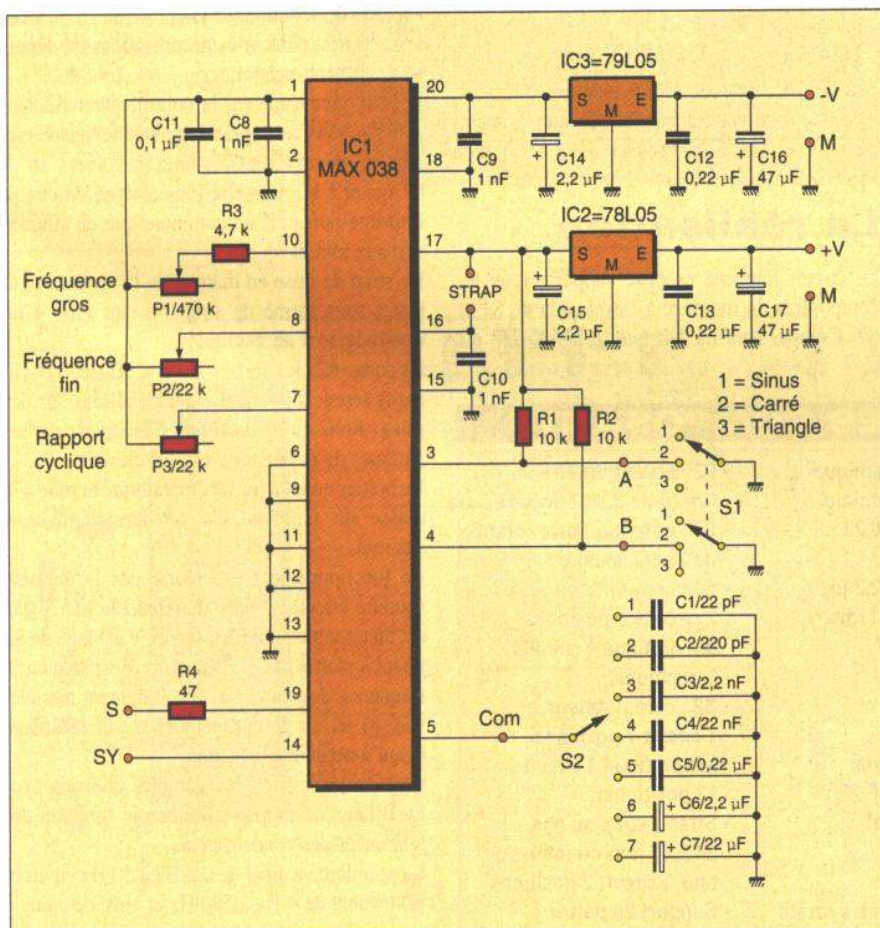 IC3=79L05
1
20
S
E
M
-V
C11
0,1 µF
C8
1 nF
IC1
MAX 038
2
18
C9
1 nF
+
C14
2,2 µF
C12
0,22 µF
+
C16
47 µF
M
R3
4,7 k
10
17
IC2=78L05
S
E
M
+V
Fréquence
gros
P1/470 k
STRAP
8
16
+
C15
2,2 µF
C13
0,22 µF
+
C17
47 µF
M
Fréquence
fin
P2/22 k
15
C10
1 nF
7
Rapport
cyclique
P3/22 k
R1
10 k
R2
10 k
1 = Sinus
2 = Carré
3 = Triangle
6
3
A
1
2
3
S1
9
11
4
B
1
2
3
12
13
1
C1/22 pF
2
C2/220 pF
R4
47
S
19
3
C3/2,2 nF
5
Com
S2
4
C4/22 nF
SY
14
5
C5/0,22 µF
6
+
C6/2,2 µF
7
+
C7/22 µF